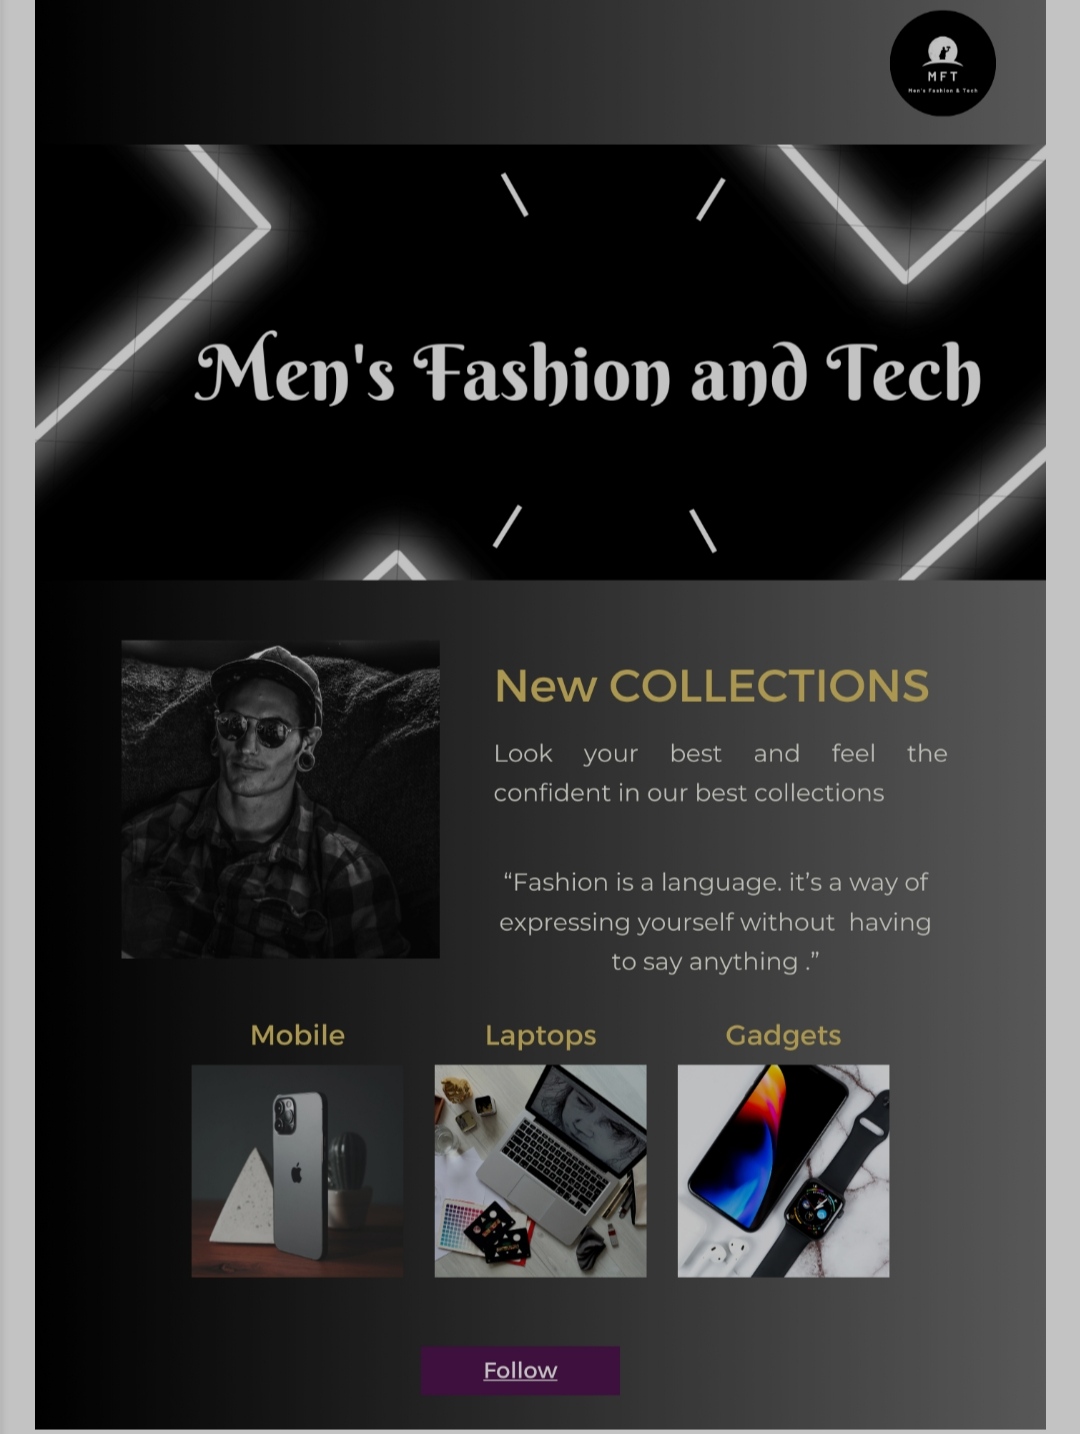 MFT
Men's Fashion & Tech
Men's Fashion and Tech
New COLLECTIONS
Look your best and feel the
confident in our best collections
“Fashion is a language. it’s a way of
expressing yourself without having
to say anything .”
Mobile
Laptops
Gadgets
Follow